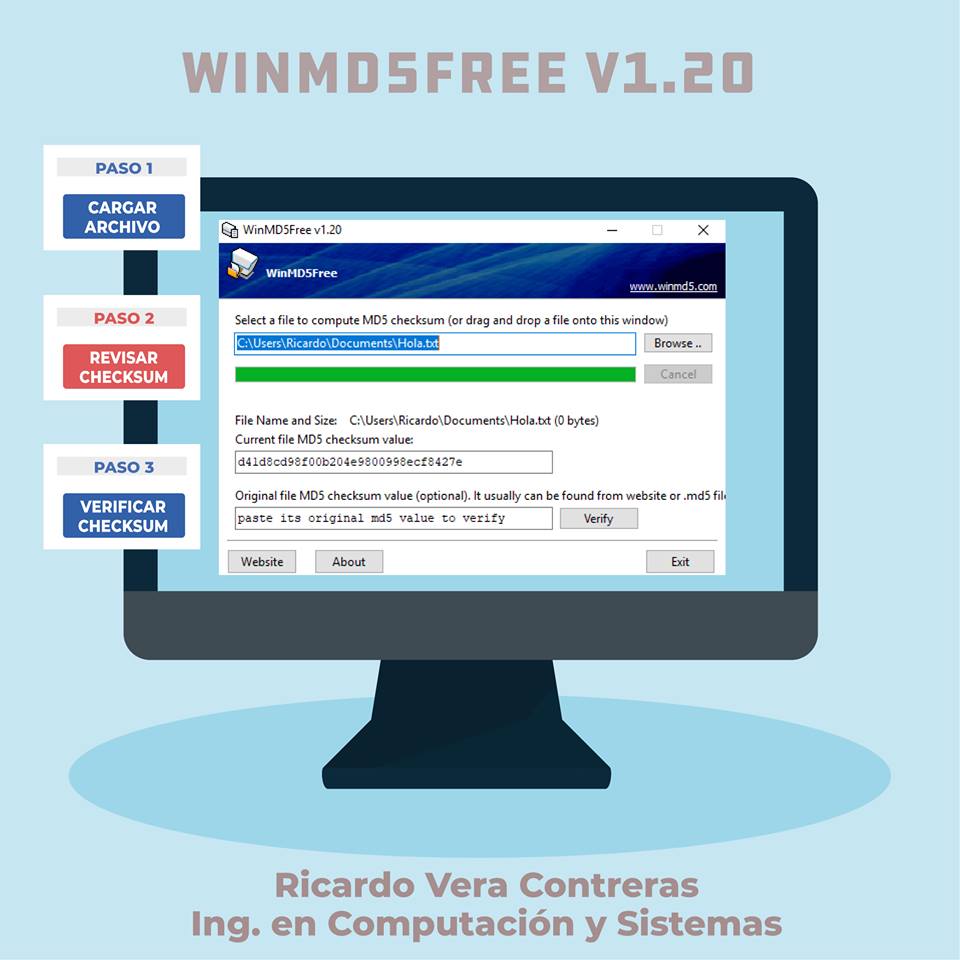 WINMD5FREE V1.20
PASO 1
CARGAR
ARCHIVO
PASO 2
REVISAR
CHECKSUM
PASO 3
VERIFICAR
CHECKSUM
WinMD5Free v1.20
WinMD5Free
www.winmd5.com
Select a file to compute MD5 checksum (or drag and drop a file onto this window)
C:\Users\Ricardo\Documents\Hola.txt
Browse ..
Cancel
File Name and Size: C:\Users\Ricardo\Documents\Hola.txt (0 bytes)
Current file MD5 checksum value:
d41d8cd98f00b204e9800998ecf8427e
Original file MD5 checksum value (optional). It usually can be found from website or .md5 file
paste its original md5 value to verify
Verify
Website
About
Exit
Ricardo Vera Contreras
Ing. en Computación y Sistemas